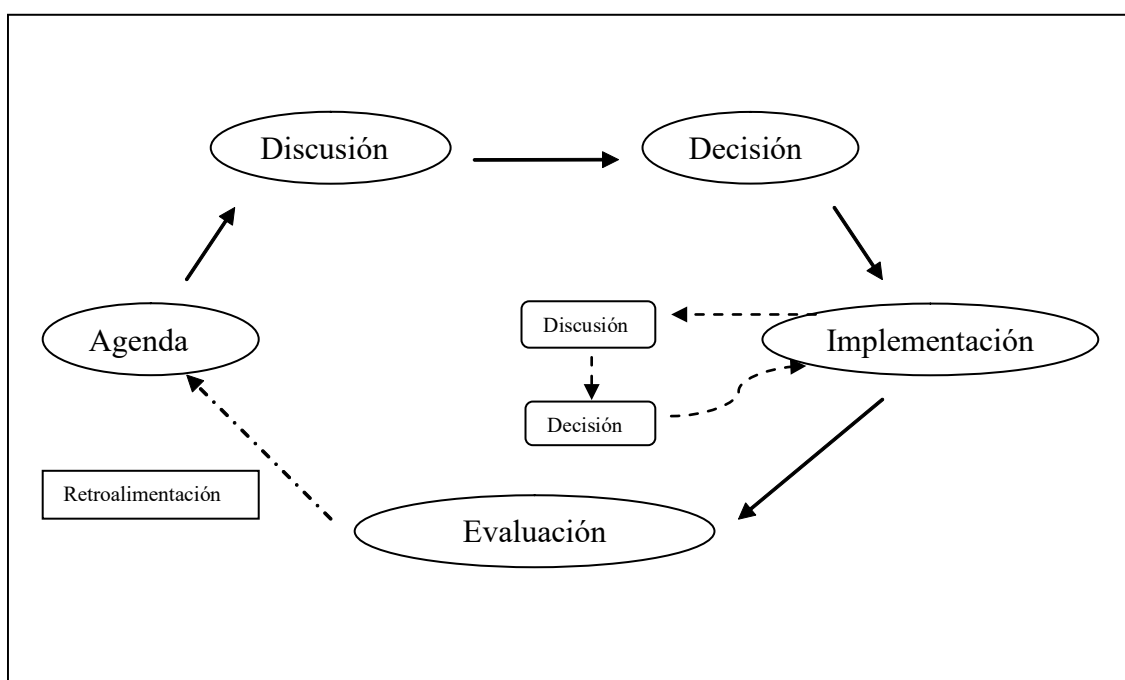 Discusión
Decisión
Agenda
Discusión
Implementación
Decisión
Retroalimentación
Evaluación